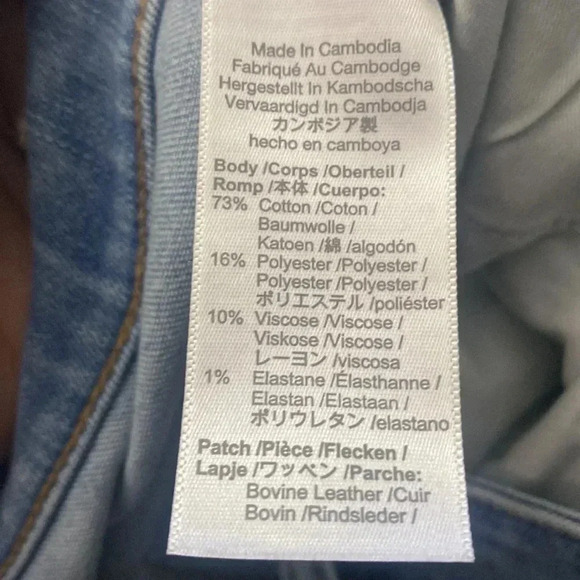 Made In Cambodia
Fabriqué Au Cambodge
Hergestellt In Kambodscha
Vervaardigd In Cambodja
カンボジア製
hecho en camboya
Body /Corps /Oberteil /
Romp /本体 /Cuerpo:
73% Cotton /Coton /
Baumwolle /
Katoen /綿 /algodón
16% Polyester /Polyester /
Polyester /Polyester /
ポリエステル /poliéster
10% Viscose /Viscose /
Viskose /Viscose /
レーヨン /viscosa
1% Elastane /Élasthanne /
Elastan /Elastaan /
ポリウレタン /elastano
Patch /Pièce /Flecken /
Lapje /ワッペン /Parche:
Bovine Leather /Cuir
Bovin /Rindsleder /